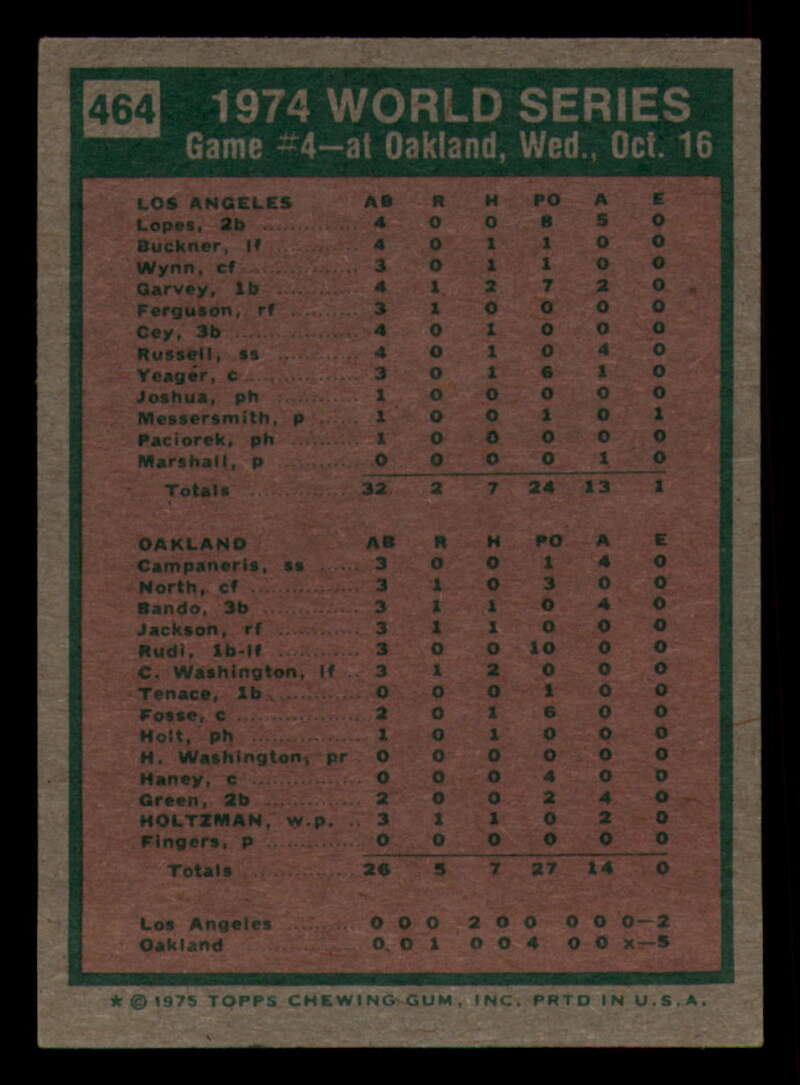 464 1974 WORLD SERIES
Game #4—at Oakland, Wed., Oct. 16
LOS ANGELES AB R H PO A E
Lopes, 2b 4 0 0 8 5 0
Buckner, lf 4 0 1 1 0 0
Wynn, cf 3 0 1 1 0 0
Garvey, 1b 4 1 2 7 2 0
Ferguson, rf 3 1 0 0 0 0
Cey, 3b 4 0 1 0 0 0
Russell, ss 4 0 1 0 4 0
Yeager, c 3 0 1 6 1 0
Joshua, ph 1 0 0 0 0 0
Messersmith, p 1 0 0 1 0 1
Paciorek, ph 1 0 0 0 0 0
Marshall, p 0 0 0 0 1 0
Totals 32 2 7 24 13 1
OAKLAND AB R H PO A E
Campaneris, ss 3 0 0 1 4 0
North, cf 3 1 0 3 0 0
Bando, 3b 3 1 1 0 4 0
Jackson, rf 3 1 1 0 0 0
Rudi, 1b-lf 3 0 0 10 0 0
C. Washington, lf 3 1 2 0 0 0
Tenace, 1b 0 0 0 1 0 0
Fosse, c 2 0 1 6 0 0
Holt, ph 1 0 1 0 0 0
H. Washington, pr 0 0 0 0 0 0
Haney, c 0 0 0 4 0 0
Green, 2b 2 0 0 2 4 0
HOLTZMAN, w.p. 3 1 1 0 2 0
Fingers, p 0 0 0 0 0 0
Totals 26 5 7 27 14 0
Los Angeles 0 0 0 2 0 0 0 0 0—2
Oakland 0 0 1 0 0 4 0 0 x—5
* © 1975 TOPPS CHEWING GUM, INC. PRTD IN U.S.A.